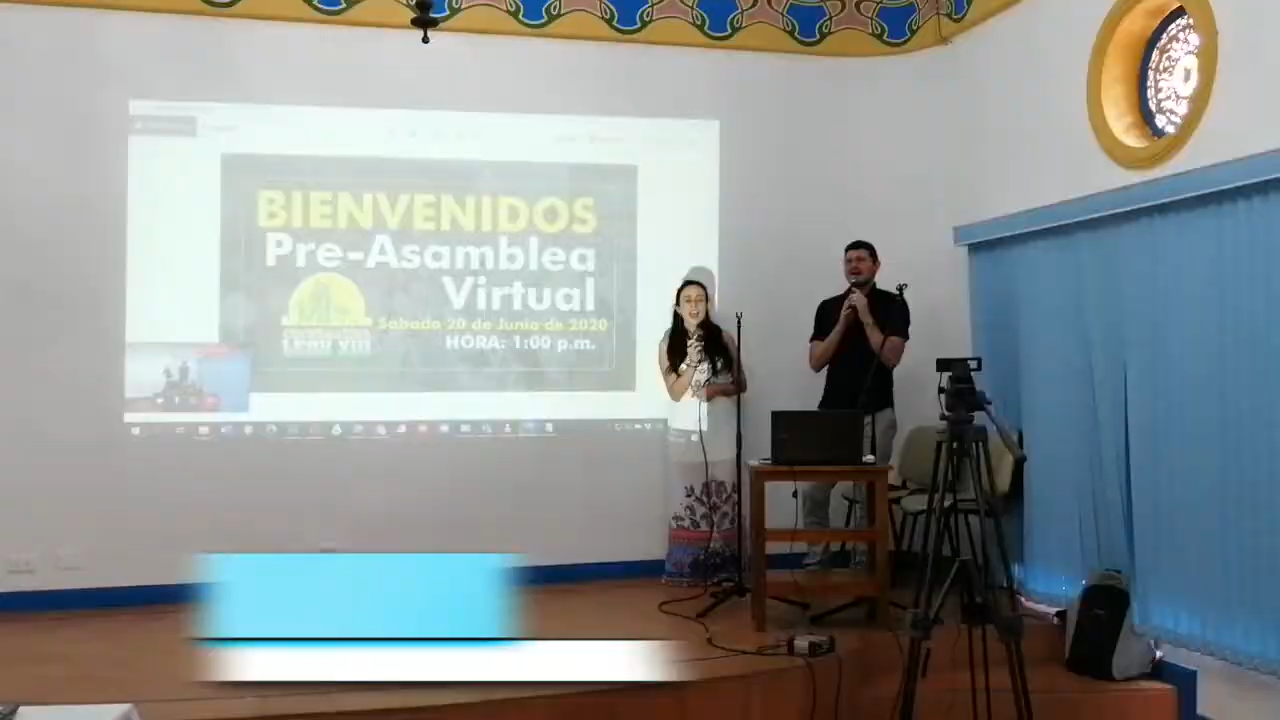 BIENVENIDOS
Pre-Asamblea
Virtual
Sabado 20 de Junio de 2020
HORA: 1:00 p.m.